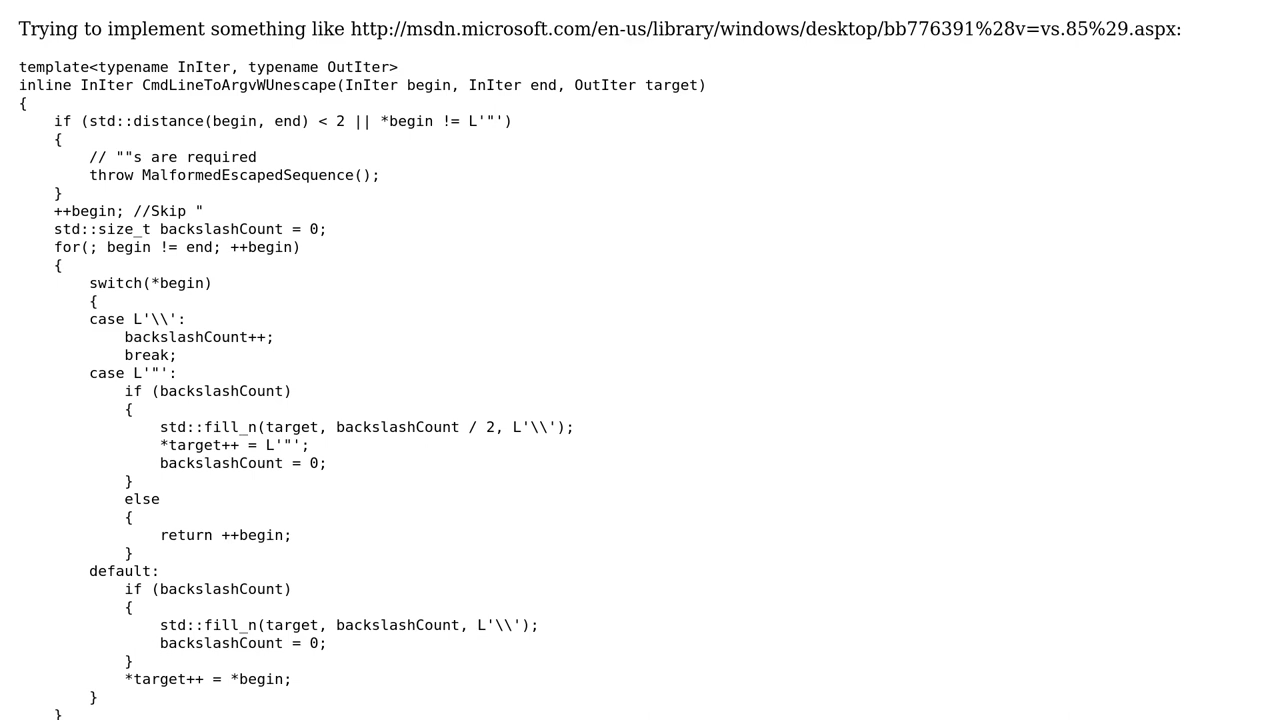 Trying to implement something like http://msdn.microsoft.com/en-us/library/windows/desktop/bb776391%28v=vs.85%29.aspx:
template<typename InIter, typename OutIter>
inline InIter CmdLineToArgvWUnescape(InIter begin, InIter end, OutIter target)
{
    if (std::distance(begin, end) < 2 || *begin != L'"')
    {
        // ""s are required
        throw MalformedEscapedSequence();
    }
    ++begin; //Skip "
    std::size_t backslashCount = 0;
    for(; begin != end; ++begin)
    {
        switch(*begin)
        {
        case L'\\':
            backslashCount++;
            break;
        case L'"':
            if (backslashCount)
            {
                std::fill_n(target, backslashCount / 2, L'\\');
                *target++ = L'"';
                backslashCount = 0;
            }
            else
            {
                return ++begin;
            }
        default:
            if (backslashCount)
            {
                std::fill_n(target, backslashCount, L'\\');
                backslashCount = 0;
            }
            *target++ = *begin;
        }
    }